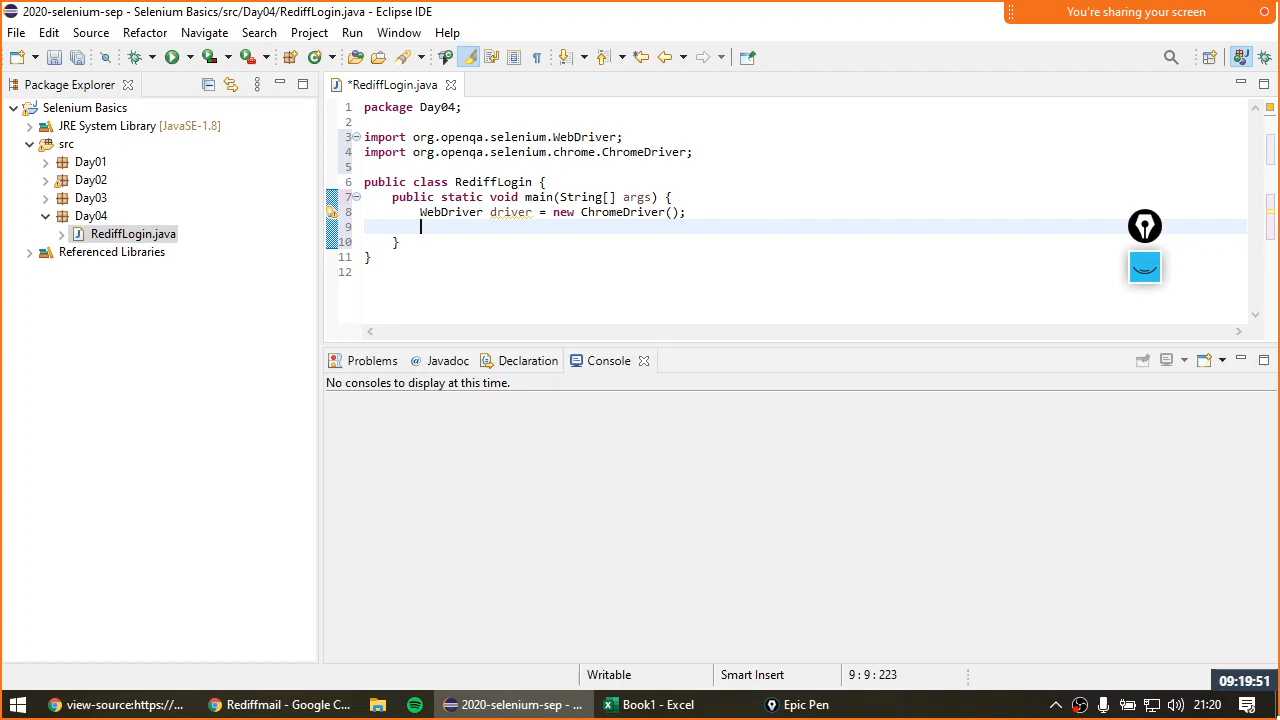 2020-selenium-sep - Selenium Basics/src/Day04/RediffLogin.java - Eclipse IDE
You're sharing your screen
File Edit Source Refactor Navigate Search Project Run Window Help
Package Explorer
*RediffLogin.java
Selenium Basics
JRE System Library [JavaSE-1.8]
src
Day01
Day02
Day03
Day04
RediffLogin.java
Referenced Libraries
1 package Day04;
2
3 import org.openqa.selenium.WebDriver;
4 import org.openqa.selenium.chrome.ChromeDriver;
5
6 public class RediffLogin {
7 public static void main(String[] args) {
8 WebDriver driver = new ChromeDriver();
9
10 }
11 }
12
Problems @ Javadoc Declaration Console
No consoles to display at this time.
Writable Smart Insert 9 : 9 : 223
09:19:51
view-source:https://... Rediffmail - Google C... 2020-selenium-sep - ... Book1 - Excel Epic Pen 21:20